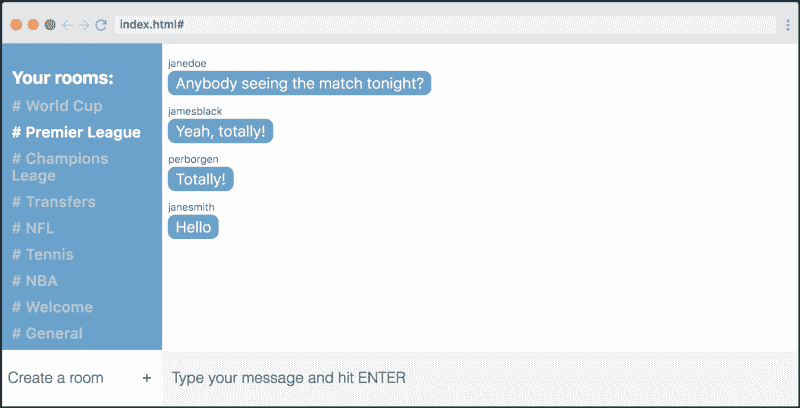 index.html#
Your rooms:
# World Cup
# Premier League
# Champions
Leage
# Transfers
# NFL
# Tennis
# NBA
# Welcome
# General
Create a room +
janedoe
Anybody seeing the match tonight?
jamesblack
Yeah, totally!
perborgen
Totally!
janesmith
Hello
Type your message and hit ENTER